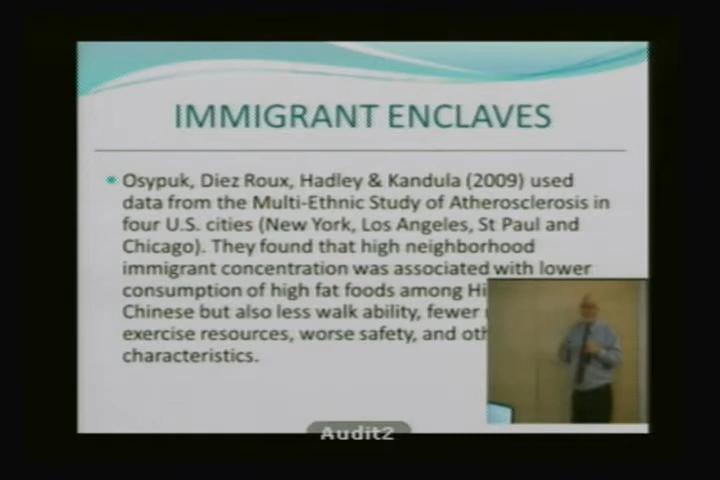 IMMIGRANT ENCLAVES
Osypuk, Diez Roux, Hadley & Kandula (2009) used
data from the Multi-Ethnic Study of Atherosclerosis in
four U.S. cities (New York, Los Angeles, St Paul and
Chicago). They found that high neighborhood
immigrant concentration was associated with lower
consumption of high fat foods among Hi
Chinese but also less walk ability, fewer
exercise resources, worse safety, and oth
characteristics.
Audit2